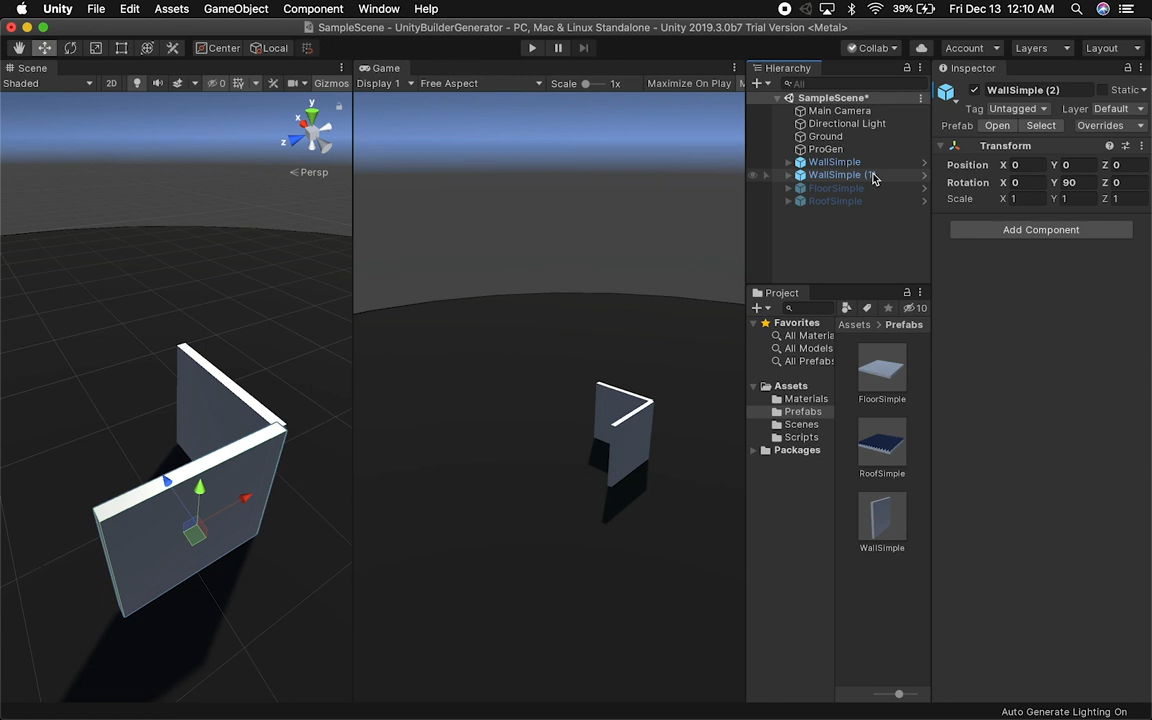 Unity File Edit Assets GameObject Component Window Help 39% Fri Dec 13 12:10 AM
SampleScene - UnityBuilderGenerator - PC, Mac & Linux Standalone - Unity 2019.3.0b7 Trial Version <Metal>
Center Local Collab Account Layers Layout
Scene Game Hierarchy Inspector
Shaded 2D 0 Gizmos Display 1 Free Aspect Scale 1x Maximize On Play M
All
SampleScene*
Main Camera
Directional Light
Ground
ProGen
WallSimple
WallSimple (1)
FloorSimple
RoofSimple
WallSimple (2) Static
Tag Untagged Layer Default
Prefab Open Select Overrides
Transform
Position X 0 Y 0 Z 0
Rotation X 0 Y 90 Z 0
Scale X 1 Y 1 Z 1
Add Component
y
x
z
Persp
Project
10
Favorites
All Materia
All Models
All Prefabs
Assets
Materials
Prefabs
Scenes
Scripts
Packages
Assets > Prefabs
FloorSimple
RoofSimple
WallSimple
Auto Generate Lighting On